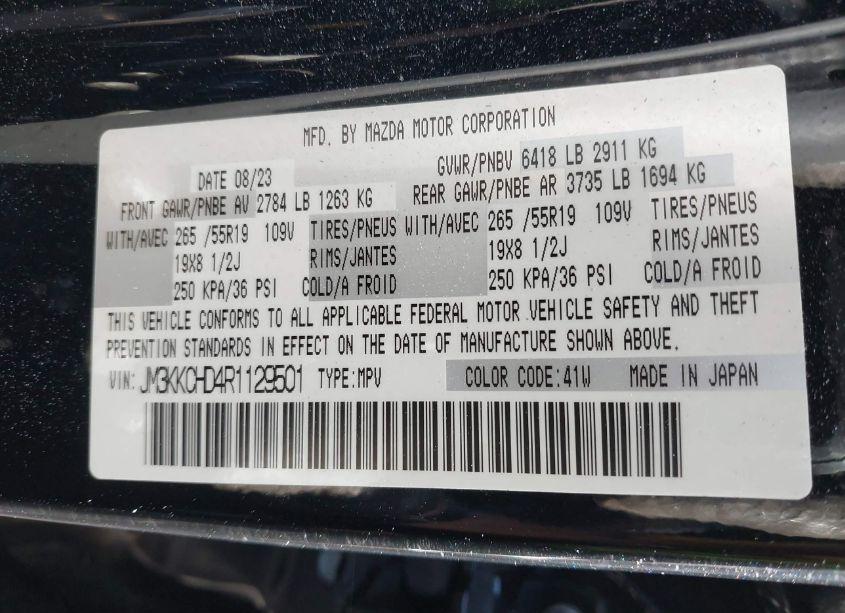 MFD. BY MAZDA MOTOR CORPORATION
DATE 08/23 GVWR/PNBV 6418 LB 2911 KG
FRONT GAWR/PNBE AV 2784 LB 1263 KG REAR GAWR/PNBE AR 3735 LB 1694 KG
WITH/AVEC 265 /55R19 109V TIRES/PNEUS WITH/AVEC 265 /55R19 109V TIRES/PNEUS
19X8 1/2J RIMS/JANTES 19X8 1/2J RIMS/JANTES
250 KPA/36 PSI COLD/A FROID 250 KPA/36 PSI COLD/A FROID
THIS VEHICLE CONFORMS TO ALL APPLICABLE FEDERAL MOTOR VEHICLE SAFETY AND THEFT
PREVENTION STANDARDS IN EFFECT ON THE DATE OF MANUFACTURE SHOWN ABOVE.
VIN: JM3KKCHD4R1129501 TYPE:MPV COLOR CODE:41W MADE IN JAPAN